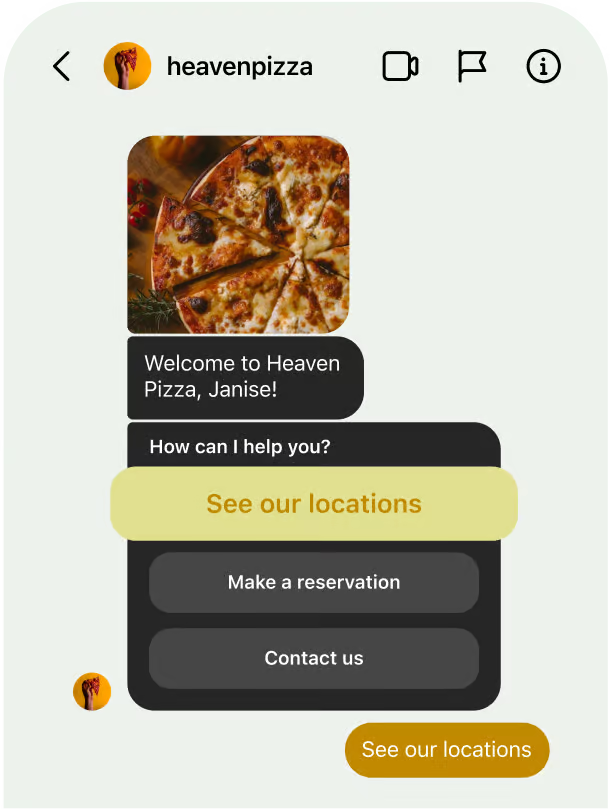 heavenpizza
Welcome to Heaven
Pizza, Janise!
How can I help you?
See our locations
Make a reservation
Contact us
See our locations